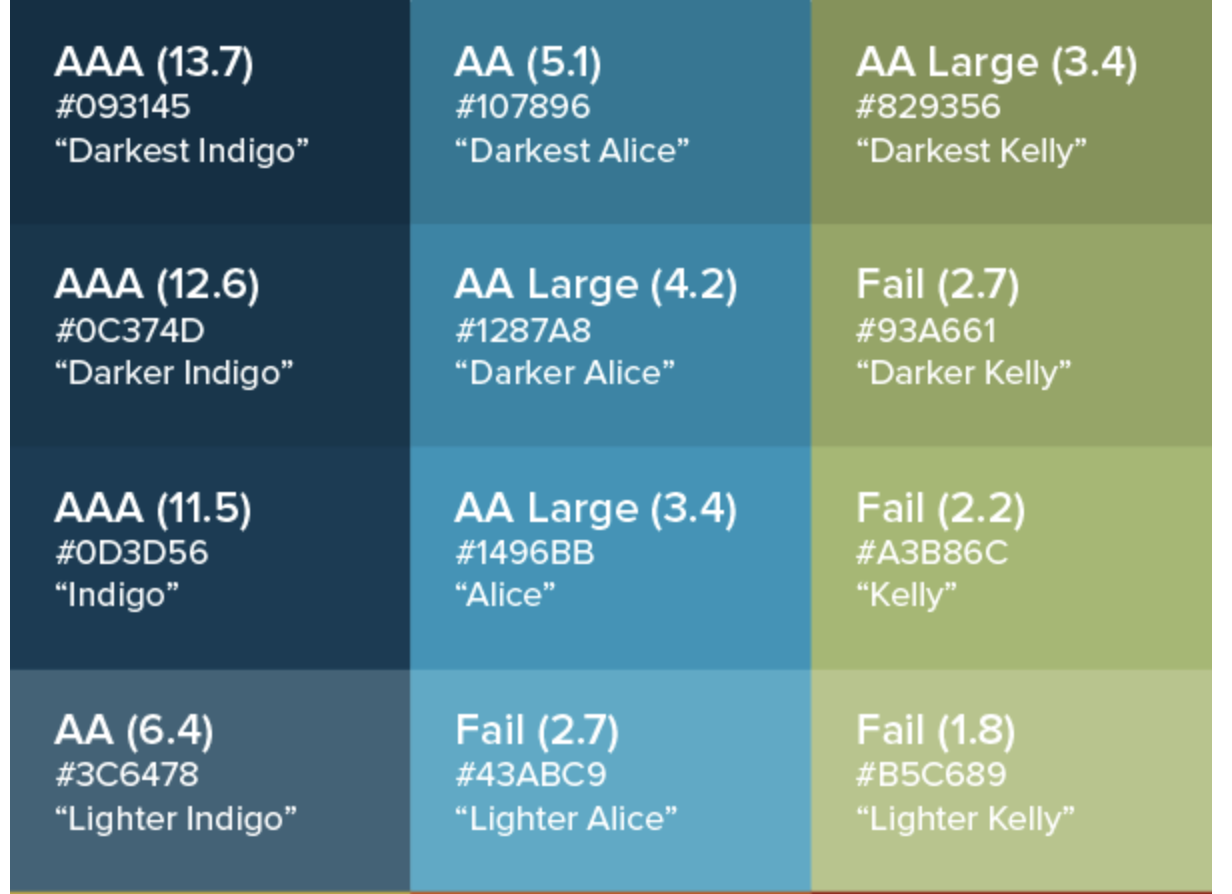 AAA (13.7)
#093145
“Darkest Indigo”
AA (5.1)
#107896
“Darkest Alice”
AA Large (3.4)
#829356
“Darkest Kelly”
AAA (12.6)
#0C374D
“Darker Indigo”
AA Large (4.2)
#1287A8
“Darker Alice”
Fail (2.7)
#93A661
“Darker Kelly”
AAA (11.5)
#0D3D56
“Indigo”
AA Large (3.4)
#1496BB
“Alice”
Fail (2.2)
#A3B86C
“Kelly”
AA (6.4)
#3C6478
“Lighter Indigo”
Fail (2.7)
#43ABC9
“Lighter Alice”
Fail (1.8)
#B5C689
“Lighter Kelly”